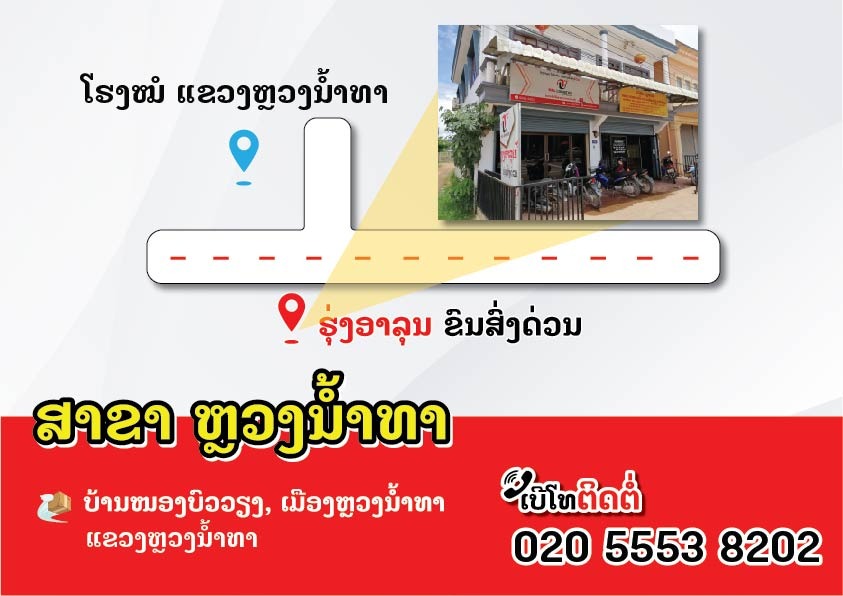 ໂຮງໝໍ ແຂວງຫຼວງນ້ຳທາ
ຮຸ່ງອາລຸນ ຂົນສົ່ງດ່ວນ
ສາຂາ ຫຼວງນ້ຳທາ
ບ້ານໜອງບົວວຽງ, ເມືອງຫຼວງນ້ຳທາ
ແຂວງຫຼວງນ້ຳທາ
ເບີໂທຕິດຕໍ່
020 5553 8202